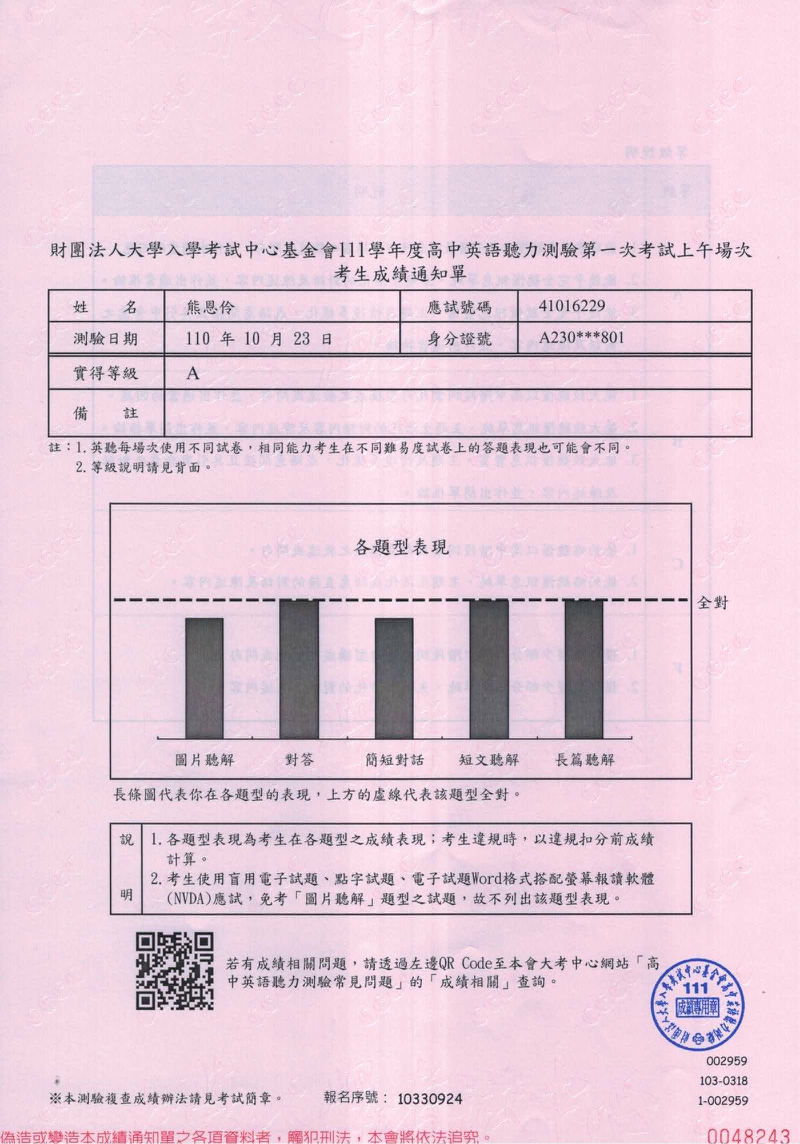 財團法人大學入學考試中心基金會111學年度高中英語聽力測驗第一次考試上午場次
考生成績通知單
姓 名 熊恩伶 應試號碼 41016229
測驗日期 110 年 10 月 23 日 身分證號 A230***801
實得等級 A
備 註
註：1.英聽每場次使用不同試卷，相同能力考生在不同難易度試卷上的答題表現也可能會不同。
2.等級說明請見背面。
各題型表現
全對
圖片聽解 對答 簡短對話 短文聽解 長篇聽解
長條圖代表你在各題型的表現，上方的虛線代表該題型全對。
說明
1.各題型表現為考生在各題型之成績表現；考生違規時，以違規扣分前成績
計算。
2.考生使用盲用電子試題、點字試題、電子試題Word格式搭配螢幕報讀軟體
(NVDA)應試，免考「圖片聽解」題型之試題，故不列出該題型表現。
若有成績相關問題，請透過左邊QR Code至本會大考中心網站「高
中英語聽力測驗常見問題」的「成績相關」查詢。
財團法人大學入學考試中心基金會高中英語聽力測驗
111
成績專用章
002959
103-0318
1-002959
※本測驗複查成績辦法請見考試簡章。 報名序號： 10330924
偽造或變造本成績通知單之各項資料者，觸犯刑法，本會將依法追究。 0048243